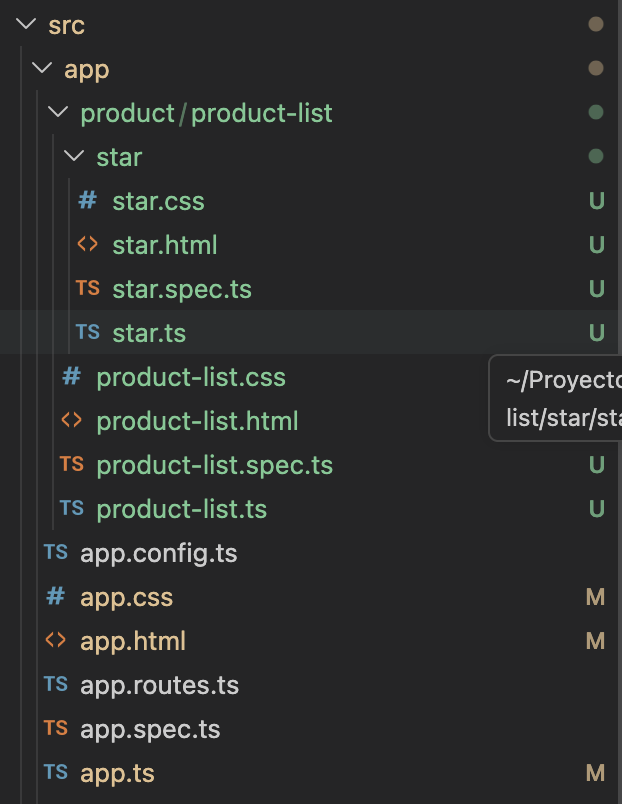 src
app
product/product-list
star
# star.css U
<> star.html U
TS star.spec.ts U
TS star.ts U
# product-list.css
<> product-list.html
TS product-list.spec.ts U
TS product-list.ts U
TS app.config.ts
# app.css M
<> app.html M
TS app.routes.ts
TS app.spec.ts
TS app.ts M
~/Proyecto
list/star/sta